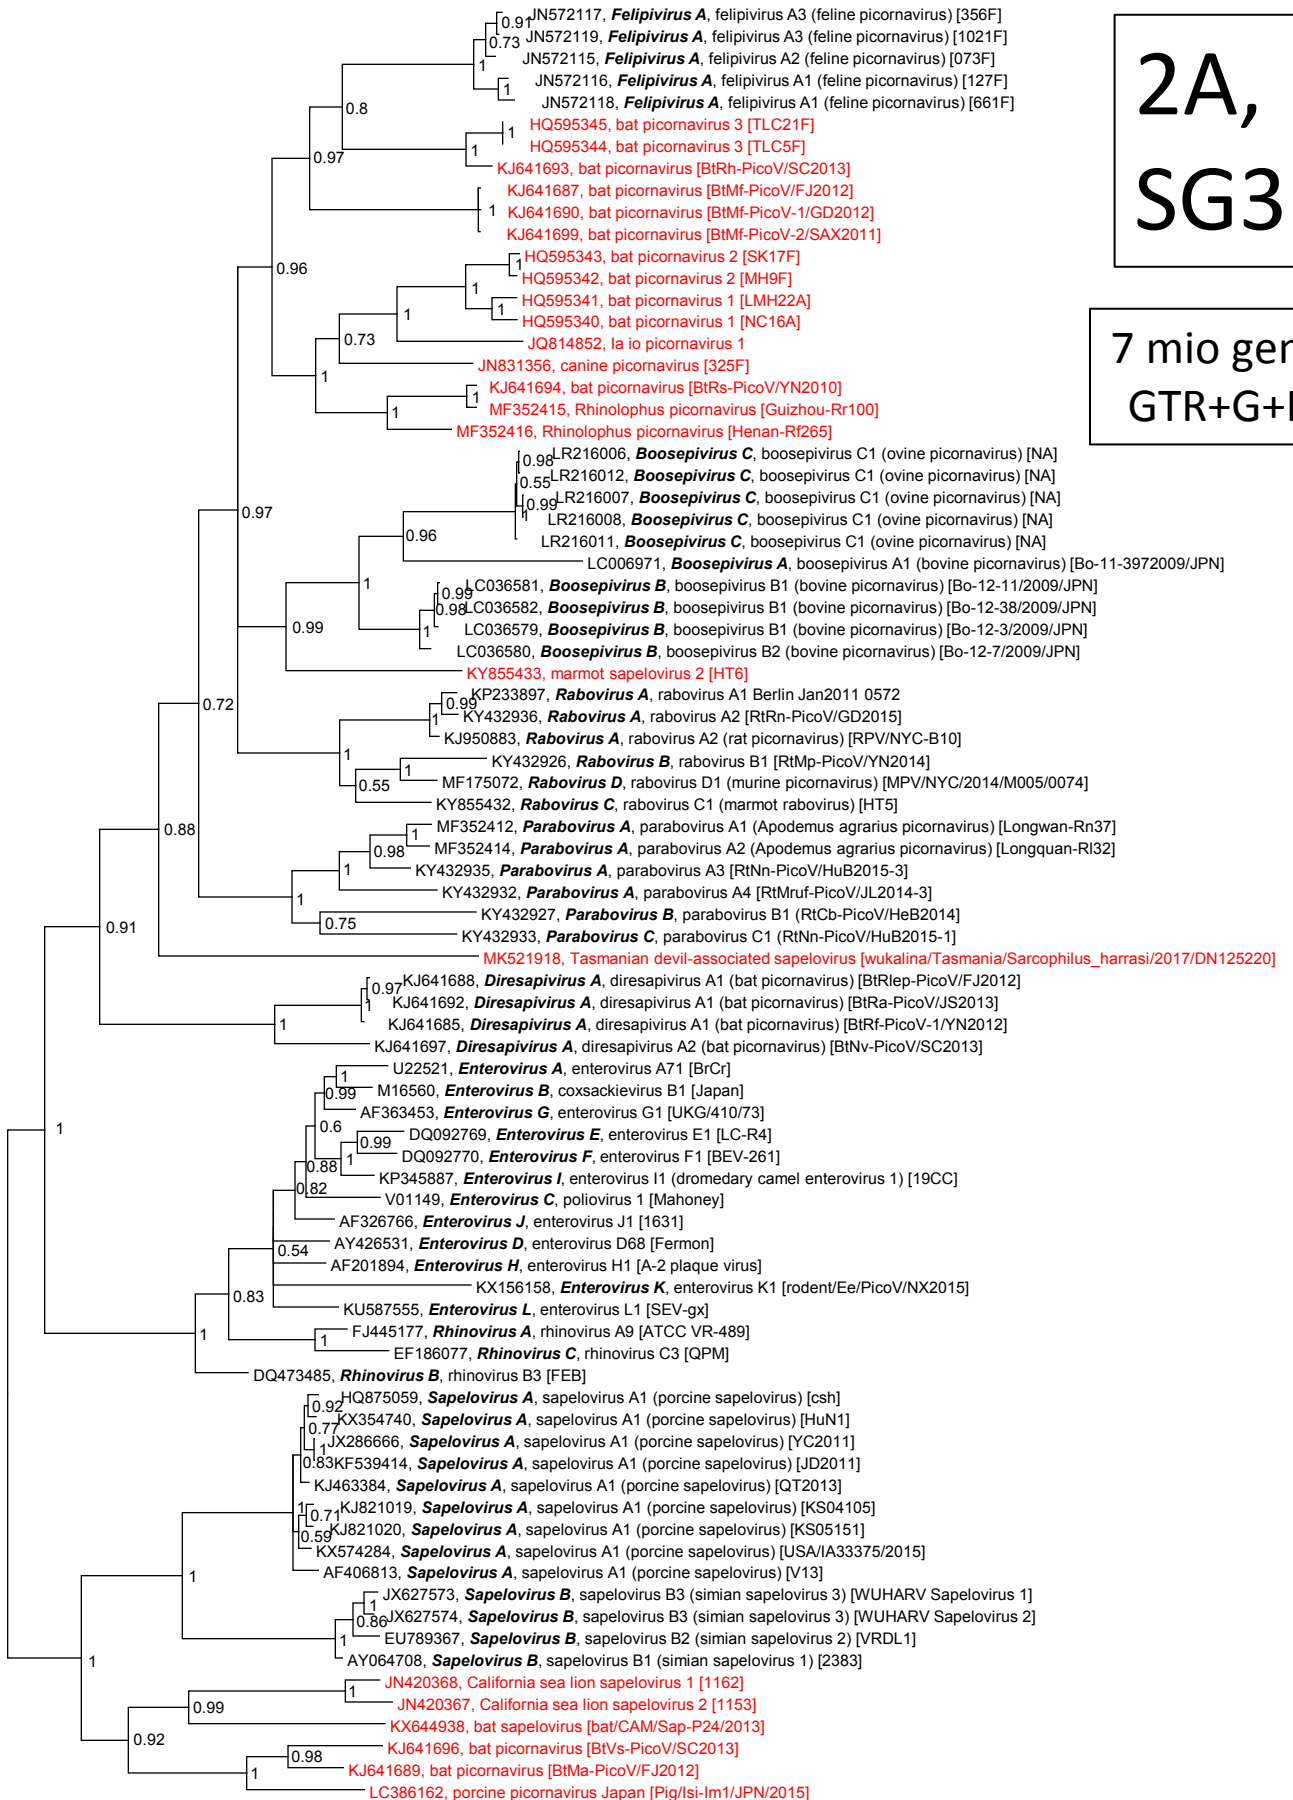 JN572117, Felipivirus A, felipivirus A3 (feline picornavirus) [356F]
0.91
JN572119, Felipivirus A, felipivirus A3 (feline picornavirus) [1021F]
0.73
JN572115, Felipivirus A, felipivirus A2 (feline picornavirus) [073F]
1
JN572116, Felipivirus A, felipivirus A1 (feline picornavirus) [127F]
1
JN572118, Felipivirus A, felipivirus A1 (feline picornavirus) [661F]
0.8
HQ595345, bat picornavirus 3 [TLC21F]
1
HQ595344, bat picornavirus 3 [TLC5F]
1
0.97
KJ641693, bat picornavirus [BtRh-PicoV/SC2013]
KJ641687, bat picornavirus [BtMf-PicoV/FJ2012]
1
KJ641690, bat picornavirus [BtMf-PicoV-1/GD2012]
KJ641699, bat picornavirus [BtMf-PicoV-2/SAX2011]
HQ595343, bat picornavirus 2 [SK17F]
1
0.96
HQ595342, bat picornavirus 2 [MH9F]
1
HQ595341, bat picornavirus 1 [LMH22A]
1
1
HQ595340, bat picornavirus 1 [NC16A]
0.73
JQ814852, Ia io picornavirus 1
JN831356, canine picornavirus [325F]
1
KJ641694, bat picornavirus [BtRs-PicoV/YN2010]
1
MF352415, Rhinolophus picornavirus [Guizhou-Rr100]
1
MF352416, Rhinolophus picornavirus [Henan-Rf265]
2A,
SG3
7 mio gen
GTR+G+
LR216006, Boosepivirus C, boosepivirus C1 (ovine picornavirus) [NA]
0.98
LR216012, Boosepivirus C, boosepivirus C1 (ovine picornavirus) [NA]
0.55
LR216007, Boosepivirus C, boosepivirus C1 (ovine picornavirus) [NA]
0.99
0.97
LR216008, Boosepivirus C, boosepivirus C1 (ovine picornavirus) [NA]
1
0.96
LR216011, Boosepivirus C, boosepivirus C1 (ovine picornavirus) [NA]
LC006971, Boosepivirus A, boosepivirus A1 (bovine picornavirus) [Bo-11-3972009/JPN]
1
LC036581, Boosepivirus B, boosepivirus B1 (bovine picornavirus) [Bo-12-11/2009/JPN]
0.99
LC036582, Boosepivirus B, boosepivirus B1 (bovine picornavirus) [Bo-12-38/2009/JPN]
0.98
0.99
LC036579, Boosepivirus B, boosepivirus B1 (bovine picornavirus) [Bo-12-3/2009/JPN]
1
LC036580, Boosepivirus B, boosepivirus B2 (bovine picornavirus) [Bo-12-7/2009/JPN]
KY855433, marmot sapelovirus 2 [HT6]
KP233897, Rabovirus A, rabovirus A1 Berlin Jan2011 0572
0.99
0.72
KY432936, Rabovirus A, rabovirus A2 [RtRn-PicoV/GD2015]
1
KJ950883, Rabovirus A, rabovirus A2 (rat picornavirus) [RPV/NYC-B10]
1
KY432926, Rabovirus B, rabovirus B1 [RtMp-PicoV/YN2014]
1
MF175072, Rabovirus D, rabovirus D1 (murine picornavirus) [MPV/NYC/2014/M005/0074]
0.55
KY855432, Rabovirus C, rabovirus C1 (marmot rabovirus) [HT5]
0.88
MF352412, Parabovirus A, parabovirus A1 (Apodemus agrarius picornavirus) [Longwan-Rn37]
1
MF352414, Parabovirus A, parabovirus A2 (Apodemus agrarius picornavirus) [Longquan-Rl32]
0.98
KY432935, Parabovirus A, parabovirus A3 [RtNn-PicoV/HuB2015-3]
1
KY432932, Parabovirus A, parabovirus A4 [RtMruf-PicoV/JL2014-3]
1
KY432927, Parabovirus B, parabovirus B1 (RtCb-PicoV/HeB2014]
0.91
0.75
KY432933, Parabovirus C, parabovirus C1 (RtNn-PicoV/HuB2015-1]
MK521918, Tasmanian devil-associated sapelovirus [wukalina/Tasmania/Sarcophilus_harrasi/2017/DN125220]
KJ641688, Diresapivirus A, diresapivirus A1 (bat picornavirus) [BtRlep-PicoV/FJ2012]
0.97
KJ641692, Diresapivirus A, diresapivirus A1 (bat picornavirus) [BtRa-PicoV/JS2013]
1
KJ641685, Diresapivirus A, diresapivirus A1 (bat picornavirus) [BtRf-PicoV-1/YN2012]
1
KJ641697, Diresapivirus A, diresapivirus A2 (bat picornavirus) [BtNv-PicoV/SC2013]
U22521, Enterovirus A, enterovirus A71 [BrCr]
1
M16560, Enterovirus B, coxsackievirus B1 [Japan]
0.99
AF363453, Enterovirus G, enterovirus G1 [UKG/410/73]
1
0.6
DQ092769, Enterovirus E, enterovirus E1 [LC-R4]
0.99
DQ092770, Enterovirus F, enterovirus F1 [BEV-261]
1
0.88
KP345887, Enterovirus I, enterovirus I1 (dromedary camel enterovirus 1) [19CC]
0.82
V01149, Enterovirus C, poliovirus 1 [Mahoney]
AF326766, Enterovirus J, enterovirus J1 [1631]
AY426531, Enterovirus D, enterovirus D68 [Fermon]
0.54
AF201894, Enterovirus H, enterovirus H1 [A-2 plaque virus]
KX156158, Enterovirus K, enterovirus K1 [rodent/Ee/PicoV/NX2015]
0.83
KU587555, Enterovirus L, enterovirus L1 [SEV-gx]
FJ445177, Rhinovirus A, rhinovirus A9 [ATCC VR-489]
1
1
EF186077, Rhinovirus C, rhinovirus C3 [QPM]
DQ473485, Rhinovirus B, rhinovirus B3 [FEB]
HQ875059, Sapelovirus A, sapelovirus A1 (porcine sapelovirus) [csh]
0.92
KX354740, Sapelovirus A, sapelovirus A1 (porcine sapelovirus) [HuN1]
0.77
JX286666, Sapelovirus A, sapelovirus A1 (porcine sapelovirus) [YC2011]
1
0.83
KF539414, Sapelovirus A, sapelovirus A1 (porcine sapelovirus) [JD2011]
KJ463384, Sapelovirus A, sapelovirus A1 (porcine sapelovirus) [QT2013]
1
KJ821019, Sapelovirus A, sapelovirus A1 (porcine sapelovirus) [KS04105]
0.71
KJ821020, Sapelovirus A, sapelovirus A1 (porcine sapelovirus) [KS05151]
0.59
KX574284, Sapelovirus A, sapelovirus A1 (porcine sapelovirus) [USA/IA33375/2015]
AF406813, Sapelovirus A, sapelovirus A1 (porcine sapelovirus) [V13]
1
JX627573, Sapelovirus B, sapelovirus B3 (simian sapelovirus 3) [WUHARV Sapelovirus 1]
1
JX627574, Sapelovirus B, sapelovirus B3 (simian sapelovirus 3) [WUHARV Sapelovirus 2]
0.86
EU789367, Sapelovirus B, sapelovirus B2 (simian sapelovirus 2) [VRDL1]
1
AY064708, Sapelovirus B, sapelovirus B1 (simian sapelovirus 1) [2383]
1
JN420368, California sea lion sapelovirus 1 [1162]
1
JN420367, California sea lion sapelovirus 2 [1153]
0.99
KX644938, bat sapelovirus [bat/CAM/Sap-P24/2013]
0.92
KJ641696, bat picornavirus [BtVs-PicoV/SC2013]
0.98
KJ641689, bat picornavirus [BtMa-PicoV/FJ2012]
1
LC386162, porcine picornavirus Japan [Pig/Isi-Im1/JPN/2015]